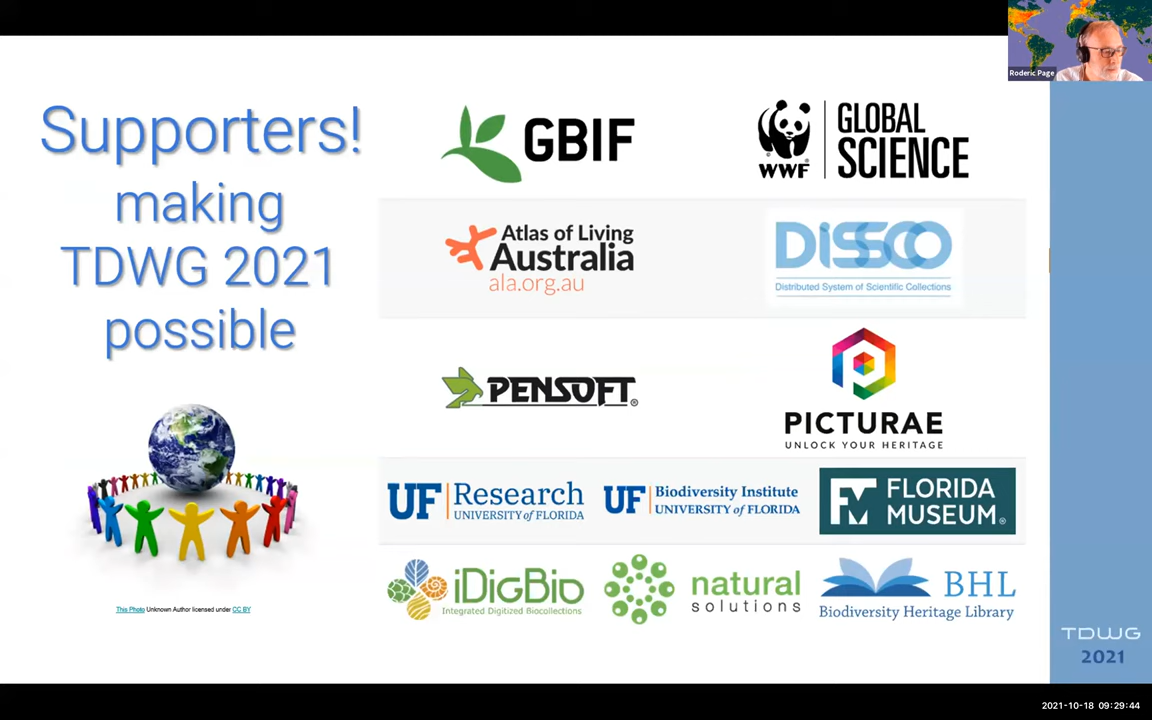 Roderic Page
Supporters!
making
TDWG 2021
possible
GBIF
WWF
GLOBAL
SCIENCE
Atlas of Living
Australia
ala.org.au
DiSSCO
Distributed System of Scientific Collections
PENSOFT®
PICTURAE
UNLOCK YOUR HERITAGE
UF Research
UNIVERSITY of FLORIDA
UF Biodiversity Institute
UNIVERSITY of FLORIDA
FM FLORIDA
MUSEUM®
iDigBio
Integrated Digitized Biocollections
natural
solutions
BHL
Biodiversity Heritage Library
This Photo Unknown Author licensed under CC BY
TDWG
2021
2021-10-18 09:29:44